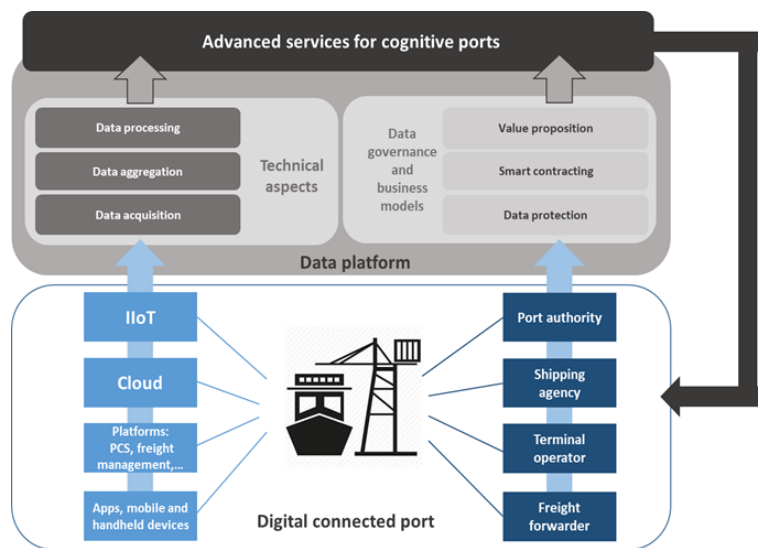 Advanced services for cognitive ports
Data processing
Data aggregation
Data acquisition
Technical
aspects
Data
governance
and
business
models
Value proposition
Smart contracting
Data protection
Data platform
IIoT
Cloud
Platforms:
PCS, freight
management,...
Apps, mobile and
handheld devices
Port authority
Shipping
agency
Terminal
operator
Freight
forwarder
Digital connected port